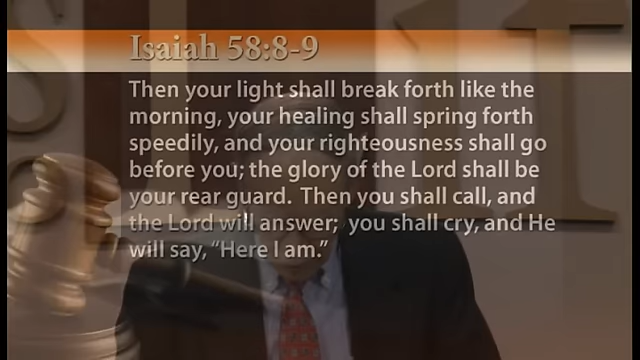 Isaiah 58:8-9
Then your light shall break forth like the
morning, your healing shall spring forth
speedily, and your righteousness shall go
before you; the glory of the Lord shall be
your rear guard.  Then you shall call, and
the Lord will answer;  you shall cry, and He
will say, “Here I am.”